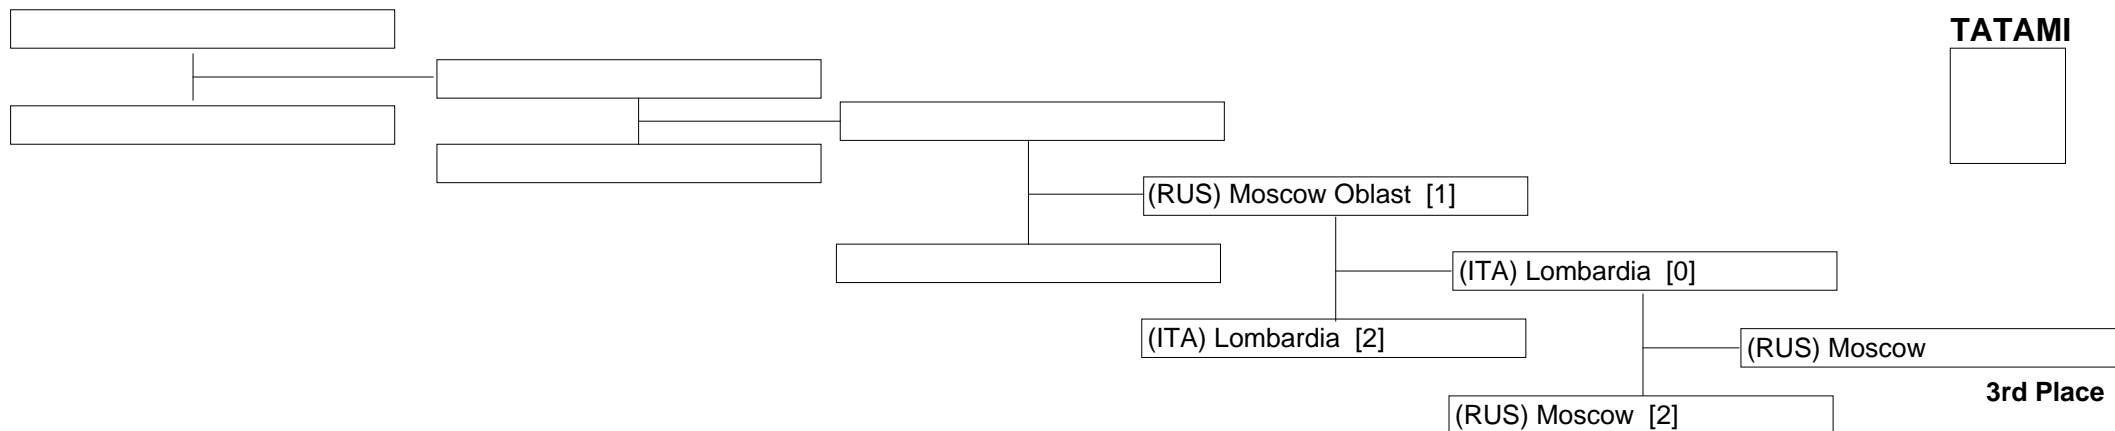 TATAMI
(RUS) Moscow Oblast [1]
(ITA) Lombardia [0]
(ITA) Lombardia [2]
(RUS) Moscow
3rd Place
(RUS) Moscow [2]